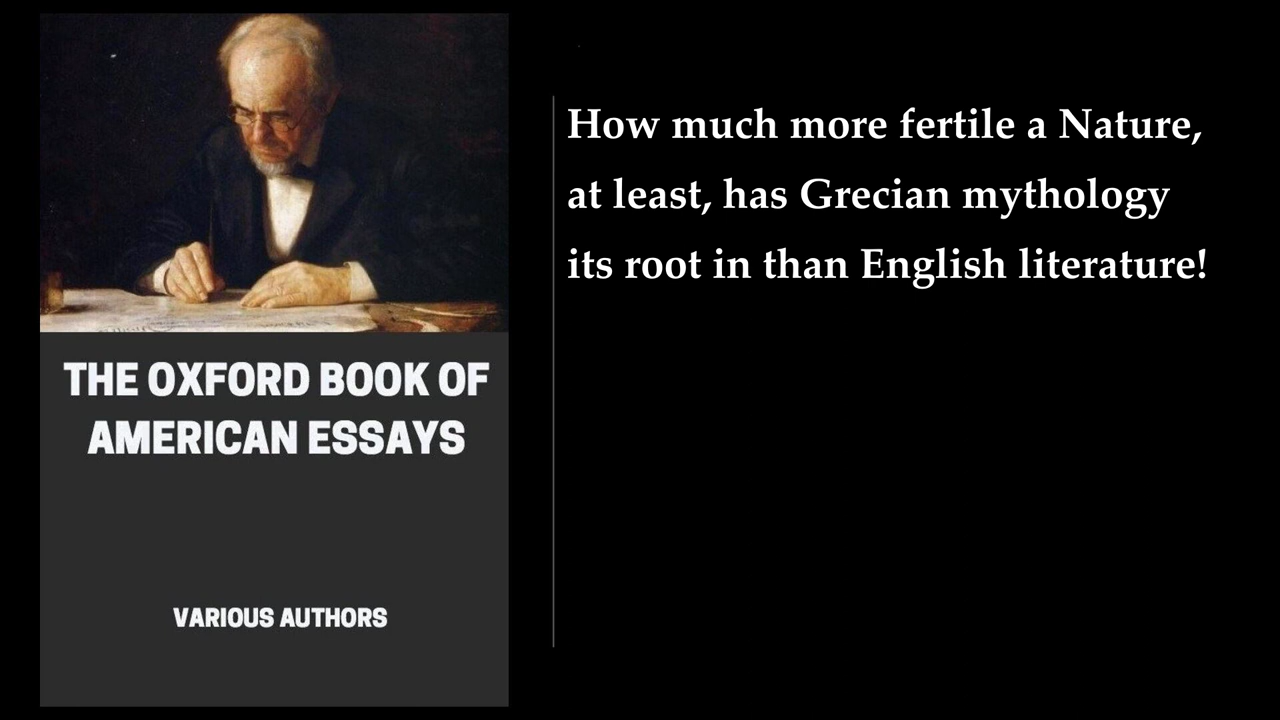 THE OXFORD BOOK OF
AMERICAN ESSAYS
VARIOUS AUTHORS
How much more fertile a Nature,
at least, has Grecian mythology
its root in than English literature!